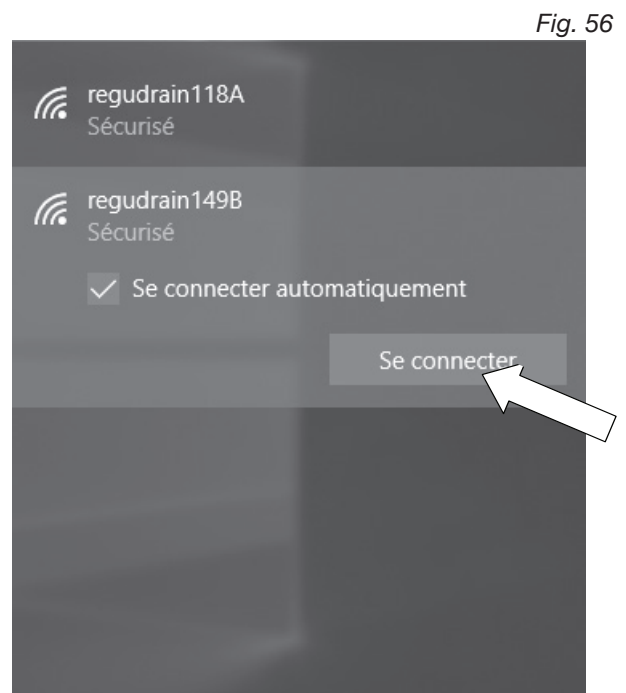 Fig. 56
regudrain118A
Sécurisé
regudrain149B
Sécurisé
Se connecter automatiquement
Se connecter